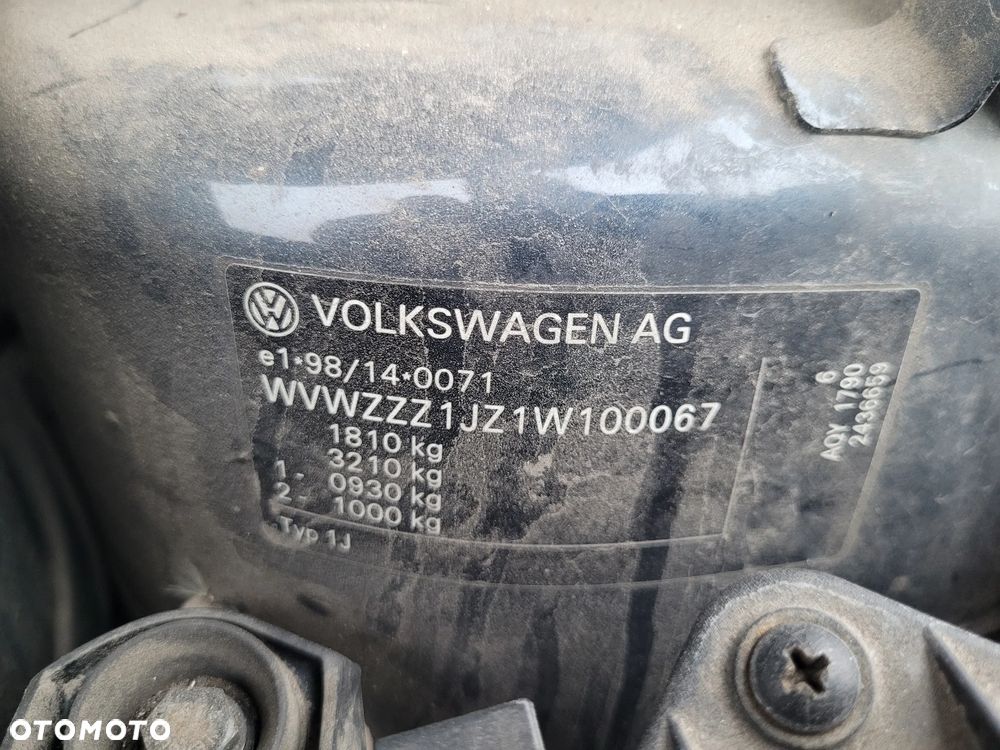 VOLKSWAGEN AG
e1*98/14*0071
WVWZZZ1JZ1W100067
1810 kg
3210 kg
1- 0930 kg
2- 1000 kg
Typ 1J
6
AQY 1790
2436659
OTOMOTO